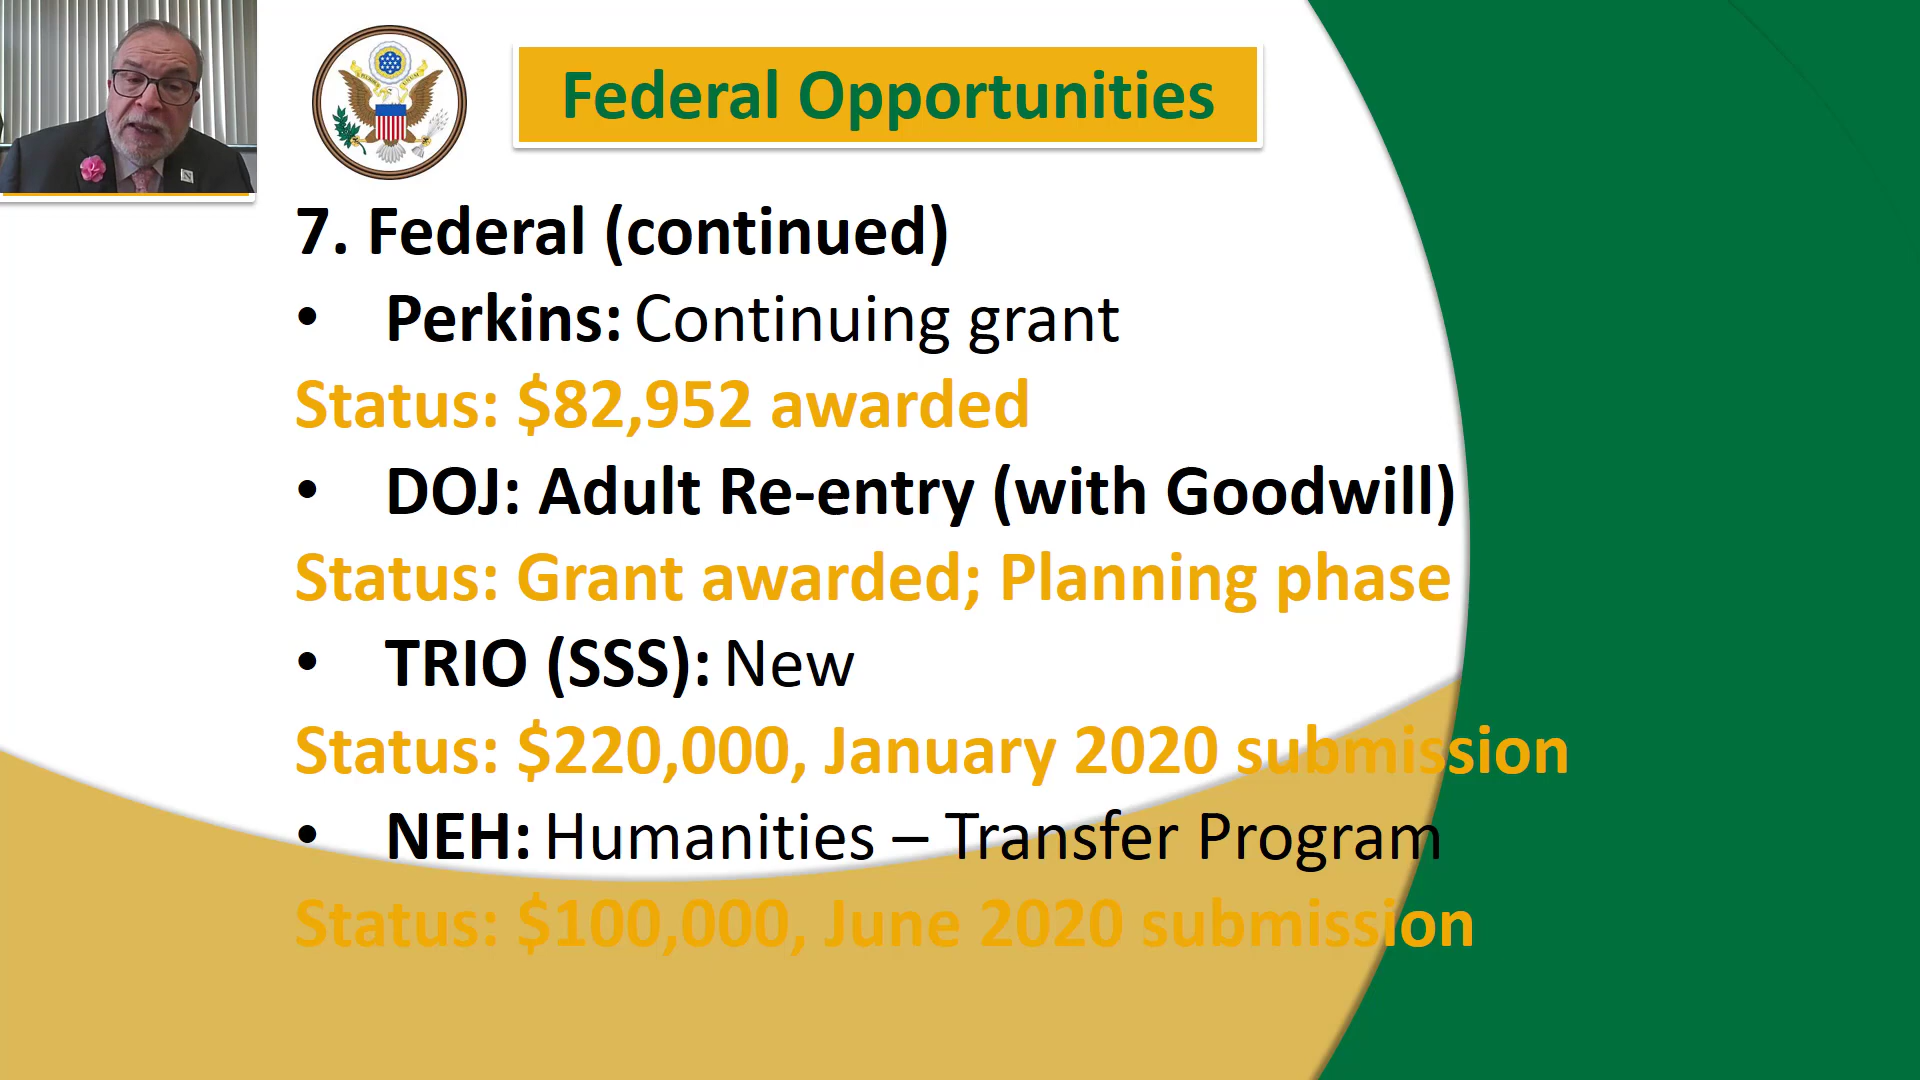 Federal Opportunities
7. Federal (continued)
• Perkins: Continuing grant
Status: $82,952 awarded
• DOJ: Adult Re-entry (with Goodwill)
Status: Grant awarded; Planning phase
• TRIO (SSS): New
Status: $220,000, January 2020 submission
• NEH: Humanities – Transfer Program
Status: $100,000, June 2020 submission
N